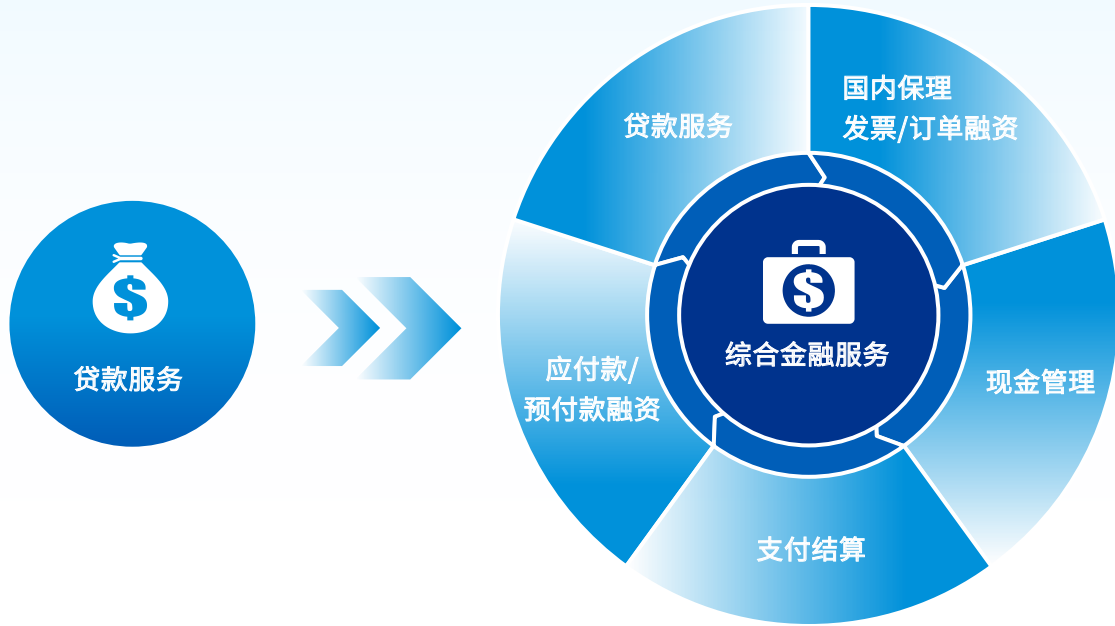 贷款服务
贷款服务
国内保理
发票/订单融资
应付款/
预付款融资
综合金融服务
现金管理
支付结算